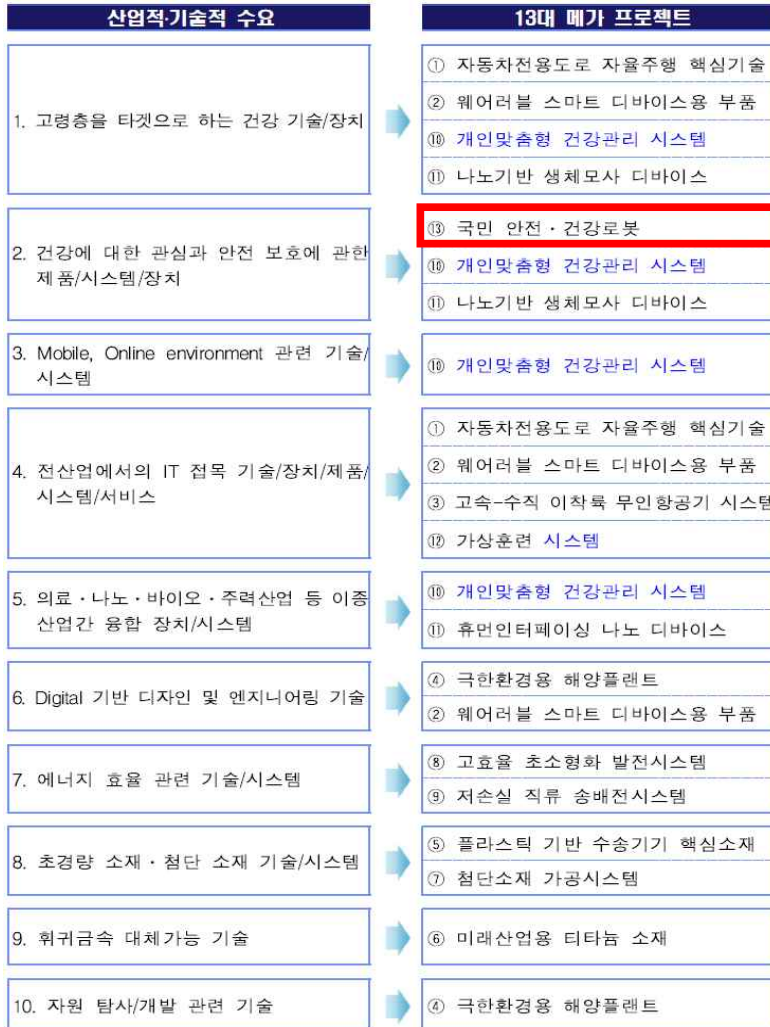 산업적·기술적 수요
13대 메가 프로젝트
1. 고령층을 타겟으로 하는 건강 기술/장치
① 자동차전용도로 자율주행 핵심기술
② 웨어러블 스마트 디바이스용 부품
⑩ 개인맞춤형 건강관리 시스템
⑪ 나노기반 생체모사 디바이스
2. 건강에 대한 관심과 안전 보호에 관한
제품/시스템/장치
⑬ 국민 안전·건강로봇
⑩ 개인맞춤형 건강관리 시스템
⑪ 나노기반 생체모사 디바이스
3. Mobile, Online environment 관련 기술/
시스템
⑩ 개인맞춤형 건강관리 시스템
4. 전산업에서의 IT 접목 기술/장치/제품/
시스템/서비스
① 자동차전용도로 자율주행 핵심기술
② 웨어러블 스마트 디바이스용 부품
③ 고속-수직 이착륙 무인항공기 시스템
⑫ 가상훈련 시스템
5. 의료·나노·바이오·주력산업 등 이종
산업간 융합 장치/시스템
⑩ 개인맞춤형 건강관리 시스템
⑪ 휴먼인터페이싱 나노 디바이스
6. Digital 기반 디자인 및 엔지니어링 기술
④ 극한환경용 해양플랜트
② 웨어러블 스마트 디바이스용 부품
7. 에너지 효율 관련 기술/시스템
⑧ 고효율 초소형화 발전시스템
⑨ 저손실 직류 송배전시스템
8. 초경량 소재·첨단 소재 기술/시스템
⑤ 플라스틱 기반 수송기기 핵심소재
⑦ 첨단소재 가공시스템
9. 휘귀금속 대체가능 기술
⑥ 미래산업용 티타늄 소재
10. 자원 탐사/개발 관련 기술
④ 극한환경용 해양플랜트